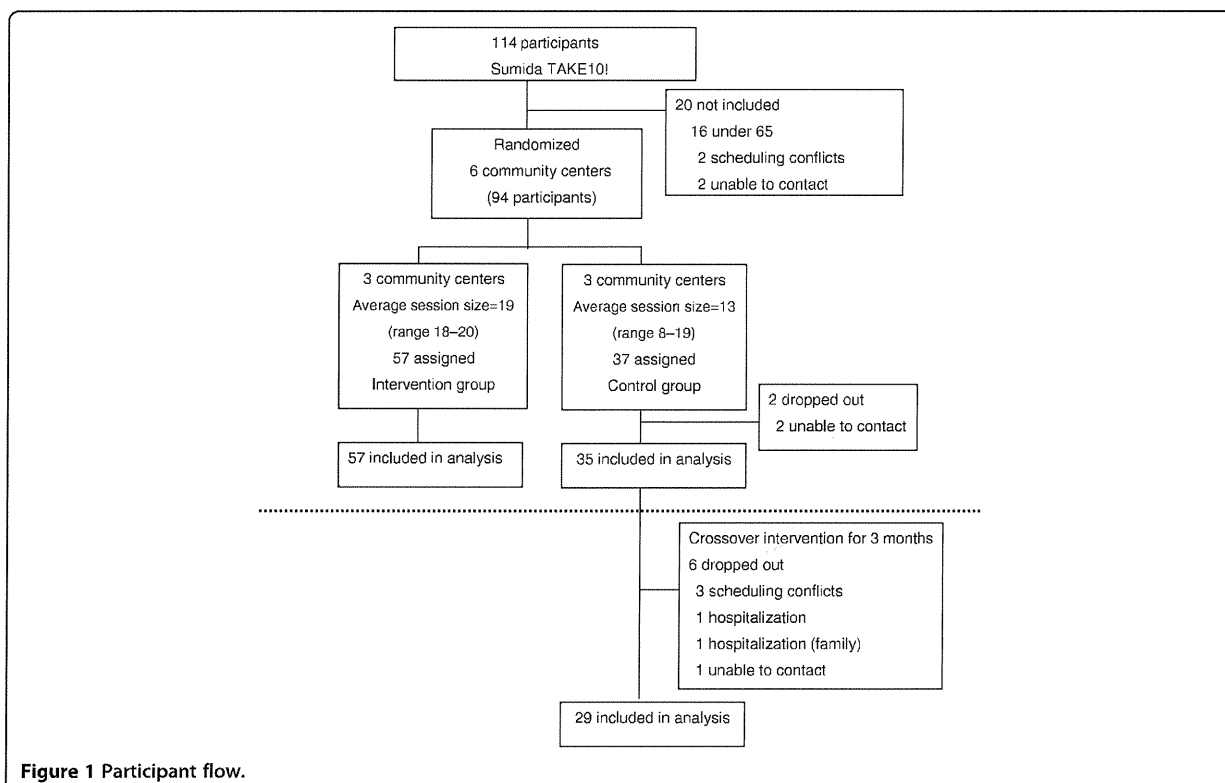 114 participants
Sumida TAKE10!
20 not included
16 under 65
2 scheduling conflicts
2 unable to contact
Randomized
6 community centers
(94 participants)
3 community centers
Average session size=19
(range 18–20)
57 assigned
Intervention group
3 community centers
Average session size=13
(range 8–19)
37 assigned
Control group
2 dropped out
2 unable to contact
57 included in analysis
35 included in analysis
Crossover intervention for 3 months
6 dropped out
3 scheduling conflicts
1 hospitalization
1 hospitalization (family)
1 unable to contact
29 included in analysis
Figure 1 Participant flow.